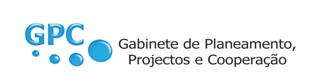 GPC
Gabinete de Planeamento,
Projectos e Cooperação